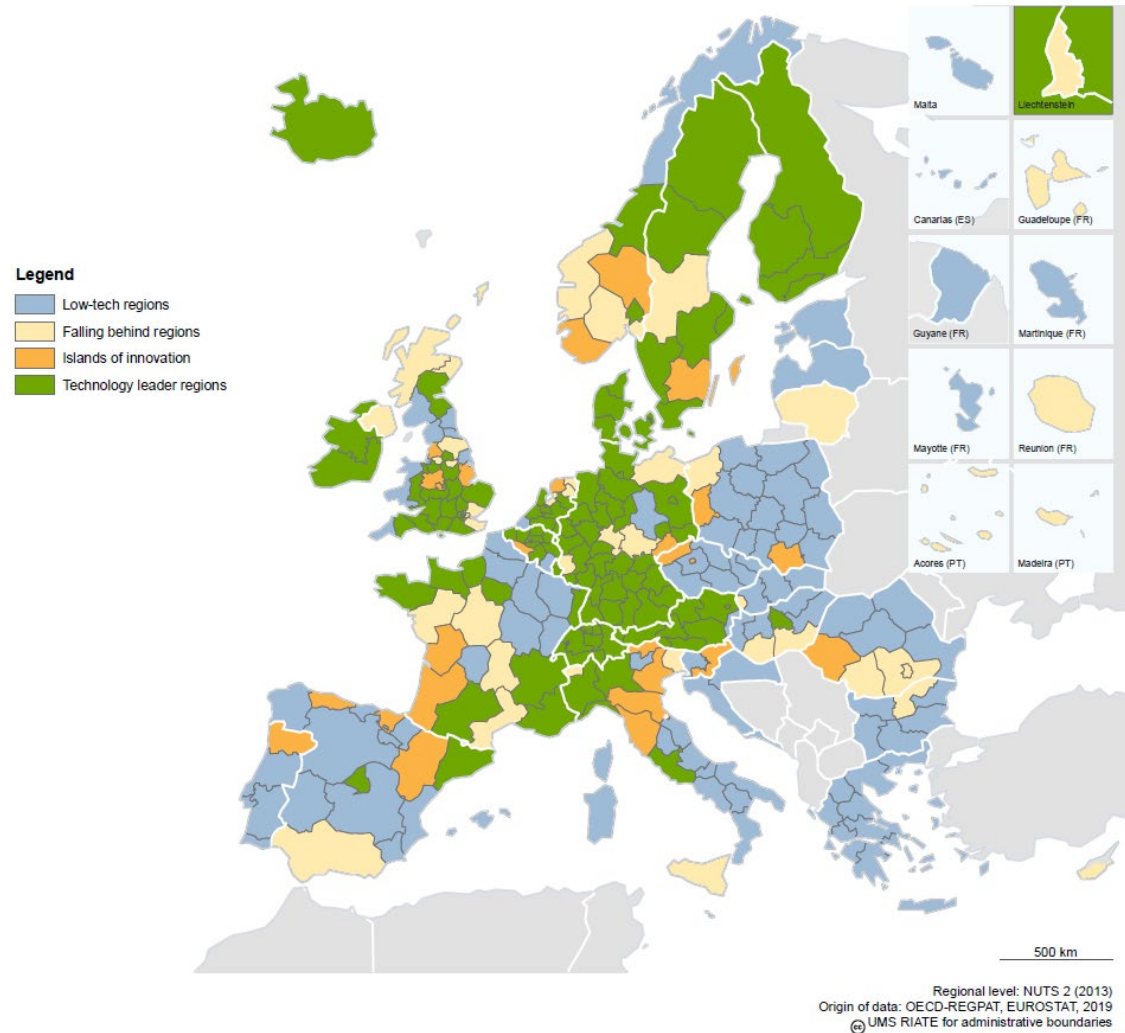 Malta
Liechtenstein
Canarias (ES)
Guadeloupe (FR)
Legend
Low-tech regions
Falling behind regions
Islands of innovation
Technology leader regions
Guyane (FR)
Martinique (FR)
Mayotte (FR)
Reunion (FR)
Acores (PT)
Madeira (PT)
500 km
Regional level: NUTS 2 (2013)
Origin of data: OECD-REGPAT, EUROSTAT, 2019
cc UMS RIATE for administrative boundaries